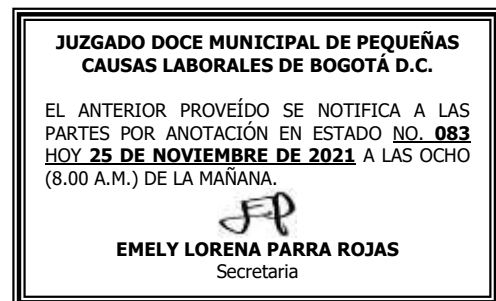 JUZGADO DOCE MUNICIPAL DE PEQUEÑAS
CAUSAS LABORALES DE BOGOTÁ D.C.
EL ANTERIOR PROVEÍDO SE NOTIFICA A LAS
PARTES POR ANOTACIÓN EN ESTADO NO. 083
HOY 25 DE NOVIEMBRE DE 2021 A LAS OCHO
(8.00 A.M.) DE LA MAÑANA.
EMELY LORENA PARRA ROJAS
Secretaria